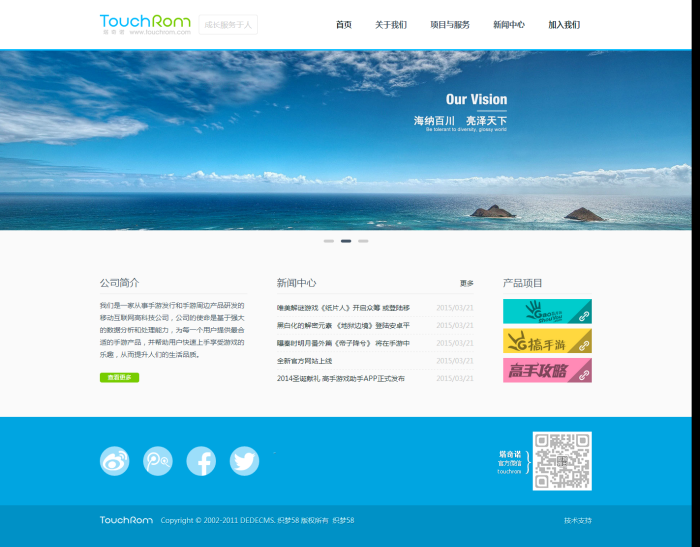 TouchRom
www.touchrom.com
成长服务于人
首页 关于我们 项目与服务 新闻中心 加入我们
Our Vision
海纳百川 亮泽天下
Be tolerant to diversity, glossy world
公司简介
我们是一家从事手游发行和手游周边产品研发的
移动互联网高科技公司，公司的使命是基于强大
的数据分析和处理能力，为每一个用户提供最合
适的手游产品，并帮助用户快速上手享受游戏的
乐趣，从而提升人们的生活品质。
查看更多
新闻中心 更多
唯美解谜游戏《纸片人》开启众筹 或登陆移 2015/03/21
黑白化的解密元素 《地狱边境》登陆安卓平 2015/03/21
曝秦时明月番外篇《帝子降兮》 将在手游中 2015/03/21
全新官方网站上线 2015/03/21
2014圣诞献礼 高手游戏助手APP正式发布 2015/03/21
产品项目
G搞手游
高手攻略
塔奇诺
官方微信
touchrom
TouchRom Copyright © 2002-2011 DEDECMS. 织梦58 版权所有 织梦58 技术支持